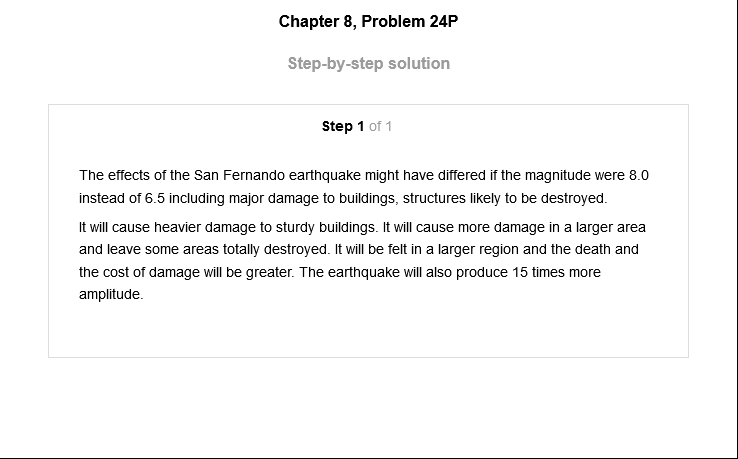 Chapter 8, Problem 24P
Step-by-step solution
Step 1 of 1
The effects of the San Fernando earthquake might have differed if the magnitude were 8.0
instead of 6.5 including major damage to buildings, structures likely to be destroyed.
It will cause heavier damage to sturdy buildings. It will cause more damage in a larger area
and leave some areas totally destroyed. It will be felt in a larger region and the death and
the cost of damage will be greater. The earthquake will also produce 15 times more
amplitude.